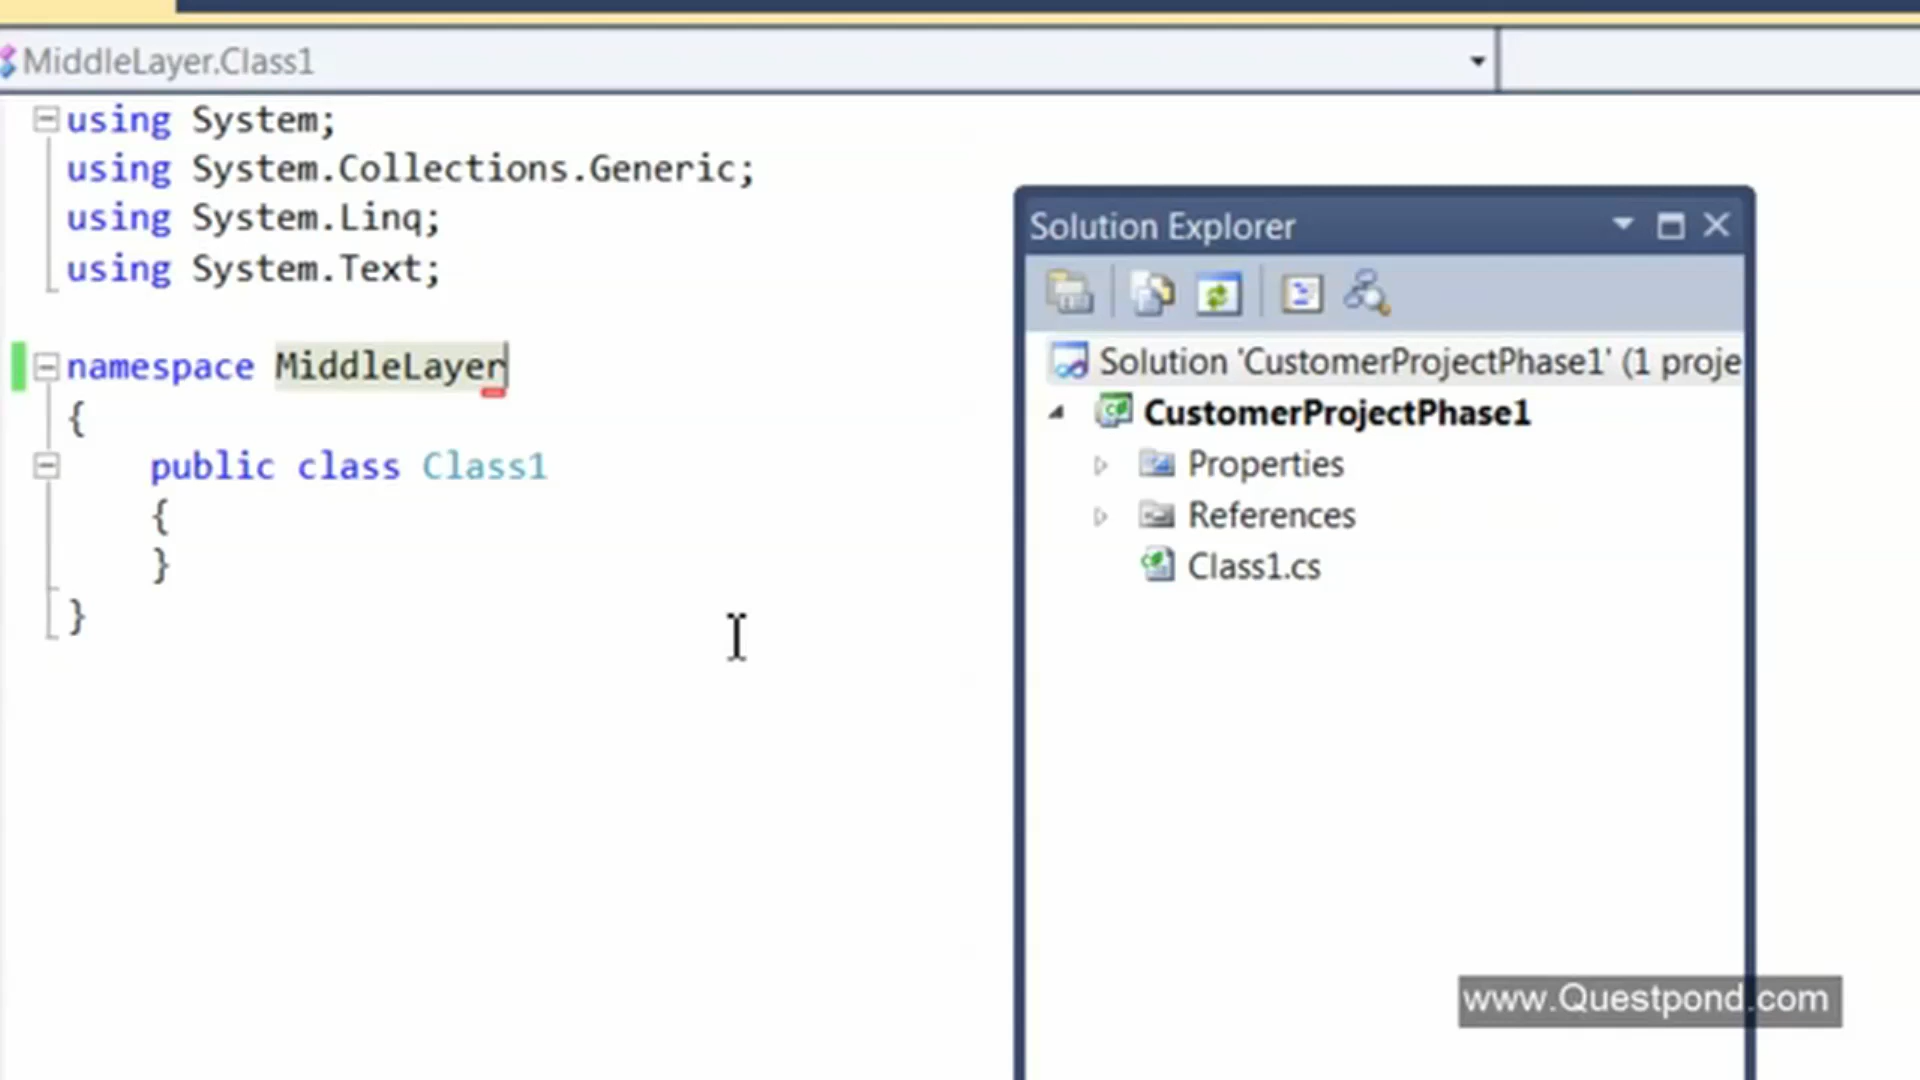 MiddleLayer.Class1
using System;
using System.Collections.Generic;
using System.Linq;
using System.Text;
namespace MiddleLayer
{
public class Class1
{
}
}
Solution Explorer
Solution 'CustomerProjectPhase1' (1 proje
CustomerProjectPhase1
Properties
References
Class1.cs
www.Questpond.com